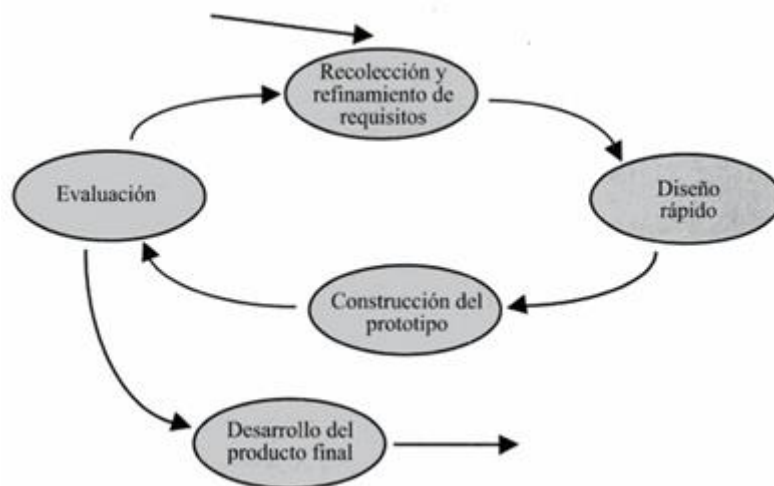 Recolección y
refinamiento de
requisitos
Diseño
rápido
Construcción del
prototipo
Evaluación
Desarrollo del
producto final